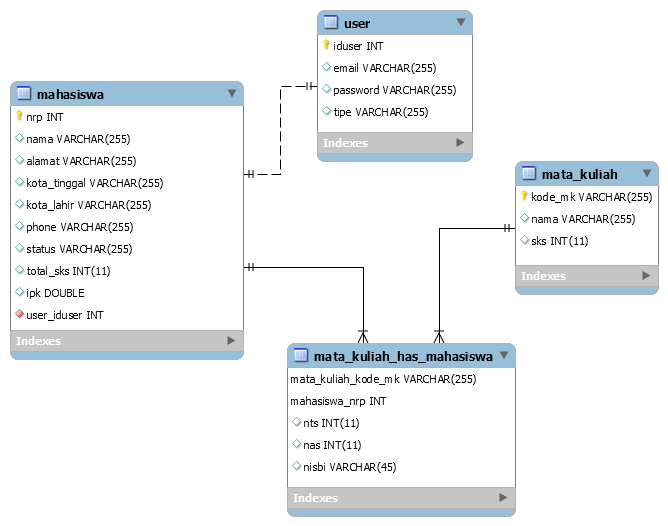 user
iduser INT
email VARCHAR(255)
password VARCHAR(255)
tipe VARCHAR(255)
Indexes
mahasiswa
nrp INT
nama VARCHAR(255)
alamat VARCHAR(255)
kota_tinggal VARCHAR(255)
kota_lahir VARCHAR(255)
phone VARCHAR(255)
status VARCHAR(255)
total_sks INT(11)
ipk DOUBLE
user_iduser INT
Indexes
mata_kuliah
kode_mk VARCHAR(255)
nama VARCHAR(255)
sks INT(11)
Indexes
mata_kuliah_has_mahasiswa
mata_kuliah_kode_mk VARCHAR(255)
mahasiswa_nrp INT
nts INT(11)
nas INT(11)
nisbi VARCHAR(45)
Indexes